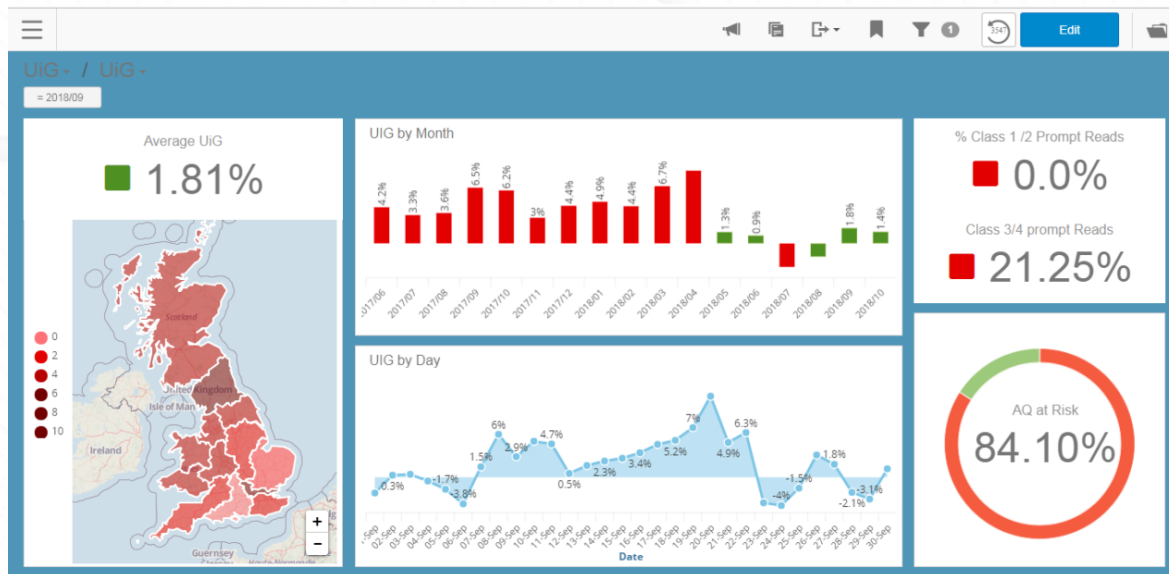 3547
1
Edit
UiG / UiG
= 2018/09
Average UiG
1.81%
Scotland
United Kingdom
Isle of Man
Ireland
Guernsey
0
2
4
6
8
10
+
−
UIG by Month
4.2%
3.3%
3.6%
6.5%
6.2%
3%
4.4%
4.9%
4.4%
6.7%
1.3%
0.9%
1.8%
1.4%
2017/07
2017/08
2017/09
2017/10
2017/11
2017/12
2018/01
2018/02
2018/03
2018/04
2018/05
2018/06
2018/07
2018/08
2018/09
2018/10
UIG by Day
0.3%
-1.7%
-3.8%
1.5%
6%
2.9%
4.7%
0.5%
2.3%
3.4%
5.2%
7%
4.9%
6.3%
-4%
-1.5%
1.8%
-2.1%
-3.1%
02-Sep
03-Sep
04-Sep
05-Sep
06-Sep
07-Sep
08-Sep
09-Sep
10-Sep
11-Sep
12-Sep
13-Sep
14-Sep
15-Sep
16-Sep
17-Sep
18-Sep
19-Sep
20-Sep
21-Sep
22-Sep
23-Sep
24-Sep
25-Sep
26-Sep
27-Sep
28-Sep
29-Sep
30-Sep
Date
% Class 1 /2 Prompt Reads
0.0%
Class 3/4 prompt Reads
21.25%
AQ at Risk
84.10%